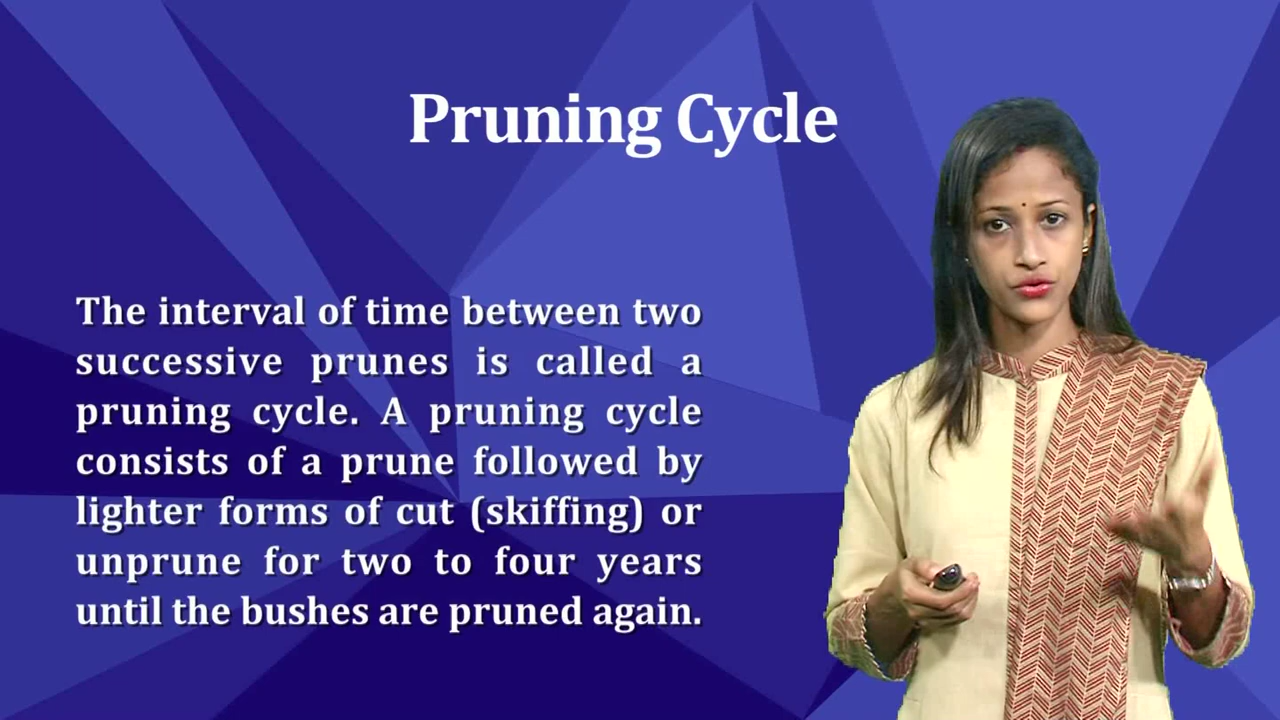 Pruning Cycle
The interval of time between two
successive prunes is called a
pruning cycle. A pruning cycle
consists of a prune followed by
lighter forms of cut (skiffing) or
unprune for two to four years
until the bushes are pruned again.